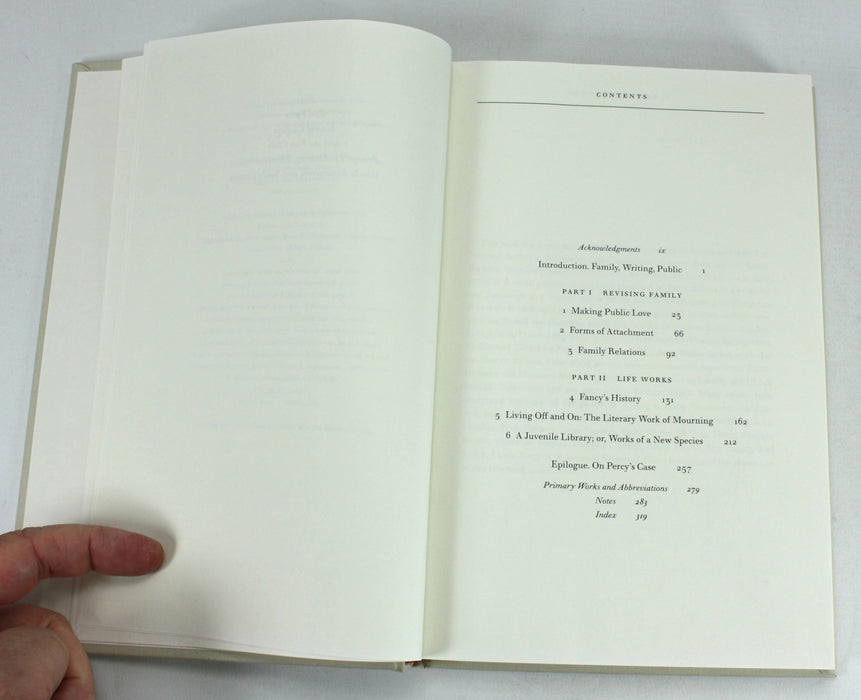 CONTENTS
Acknowledgments ix
Introduction. Family, Writing, Public 1
PART I REVISING FAMILY
1 Making Public Love 23
2 Forms of Attachment 66
3 Family Relations 92
PART II LIFE WORKS
4 Fancy's History 131
5 Living Off and On: The Literary Work of Mourning 162
6 A Juvenile Library; or, Works of a New Species 212
Epilogue. On Percy's Case 257
Primary Works and Abbreviations 279
Notes 283
Index 319